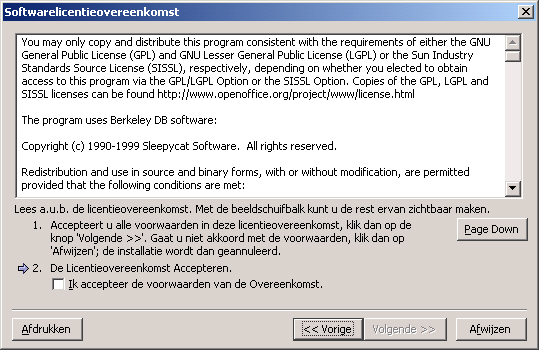 Softwarelicentieovereenkomst
You may only copy and distribute this program consistent with the requirements of either the GNU
General Public License (GPL) and GNU Lesser General Public License (LGPL) or the Sun Industry
Standards Source License (SISSL), respectively, depending on whether you elected to obtain
access to this program via the GPL/LGPL Option or the SISSL Option. Copies of the GPL, LGPL and
SISSL licenses can be found http://www.openoffice.org/project/www/license.html
The program uses Berkeley DB software:
Copyright (c) 1990-1999 Sleepycat Software. All rights reserved.
Redistribution and use in source and binary forms, with or without modification, are permitted
provided that the following conditions are met:
Lees a.u.b. de licentieovereenkomst. Met de beeldschuifbalk kunt u de rest ervan zichtbaar maken.
1. Accepteert u alle voorwaarden in deze licentieovereenkomst, klik dan op de
knop 'Volgende >>'. Gaat u niet akkoord met de voorwaarden, klik dan op
'Afwijzen'; de installatie wordt dan geannuleerd.
Page Down
2. De Licentieovereenkomst Accepteren.
Ik accepteer de voorwaarden van de Overeenkomst.
Afdrukken << Vorige Volgende >> Afwijzen